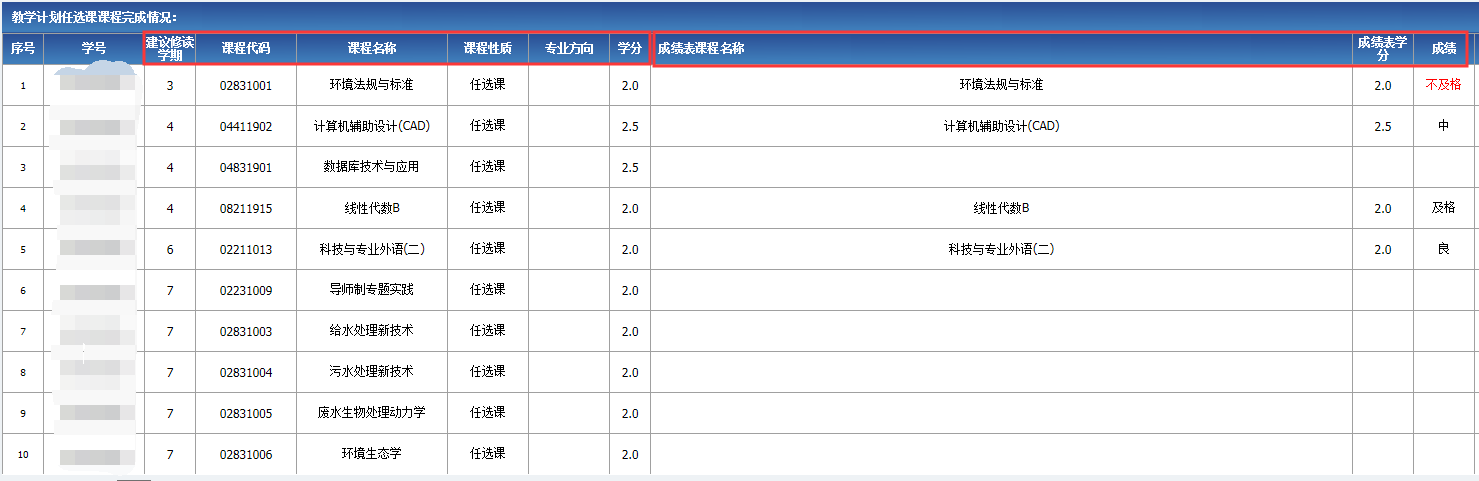 教学计划任选课课程完成情况：
序号 学号 建议修读学期 课程代码 课程名称 课程性质 专业方向 学分 成绩表课程名称 成绩表学分 成绩
1 3 02831001 环境法规与标准 任选课 2.0 环境法规与标准 2.0 不及格
2 4 04411902 计算机辅助设计(CAD) 任选课 2.5 计算机辅助设计(CAD) 2.5 中
3 4 04831901 数据库技术与应用 任选课 2.5
4 4 08211915 线性代数B 任选课 2.0 线性代数B 2.0 及格
5 6 02211013 科技与专业外语(二) 任选课 2.0 科技与专业外语(二) 2.0 良
6 7 02231009 导师制专题实践 任选课 2.0
7 7 02831003 给水处理新技术 任选课 2.0
8 7 02831004 污水处理新技术 任选课 2.0
9 7 02831005 废水生物处理动力学 任选课 2.0
10 7 02831006 环境生态学 任选课 2.0